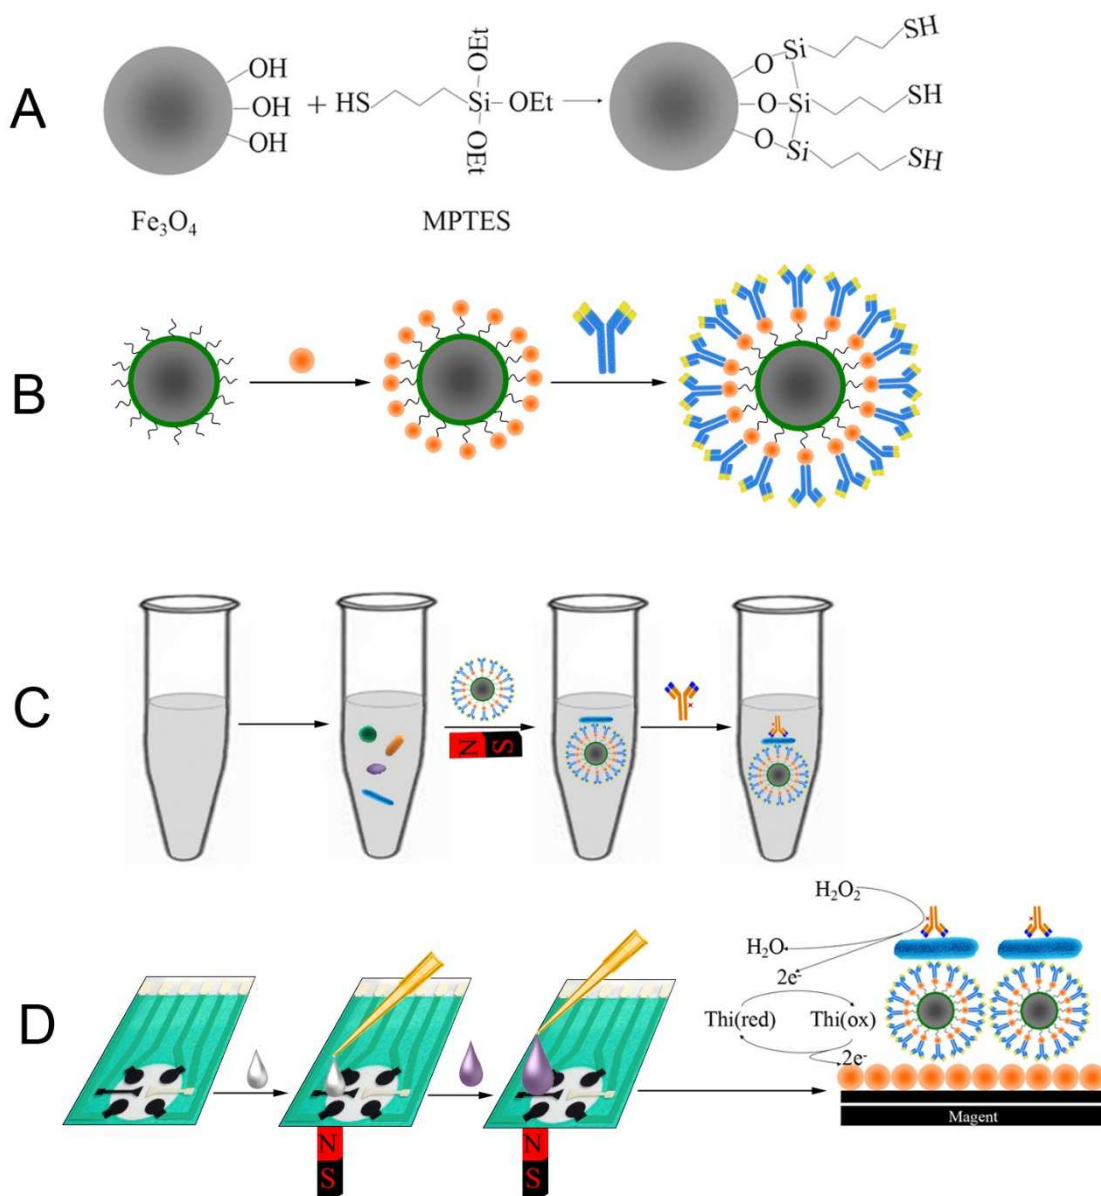 A
OH
OH
OH
+
HS
OEt
Si
OEt
OEt
Si
SH
O
O
Si
SH
O
Si
SH
Fe₃O₄
MPTES
B
C
N S
D
H₂O₂
H₂O
2e⁻
Thi(red)
Thi(ox)
2e⁻
Magent
N
S
N
S